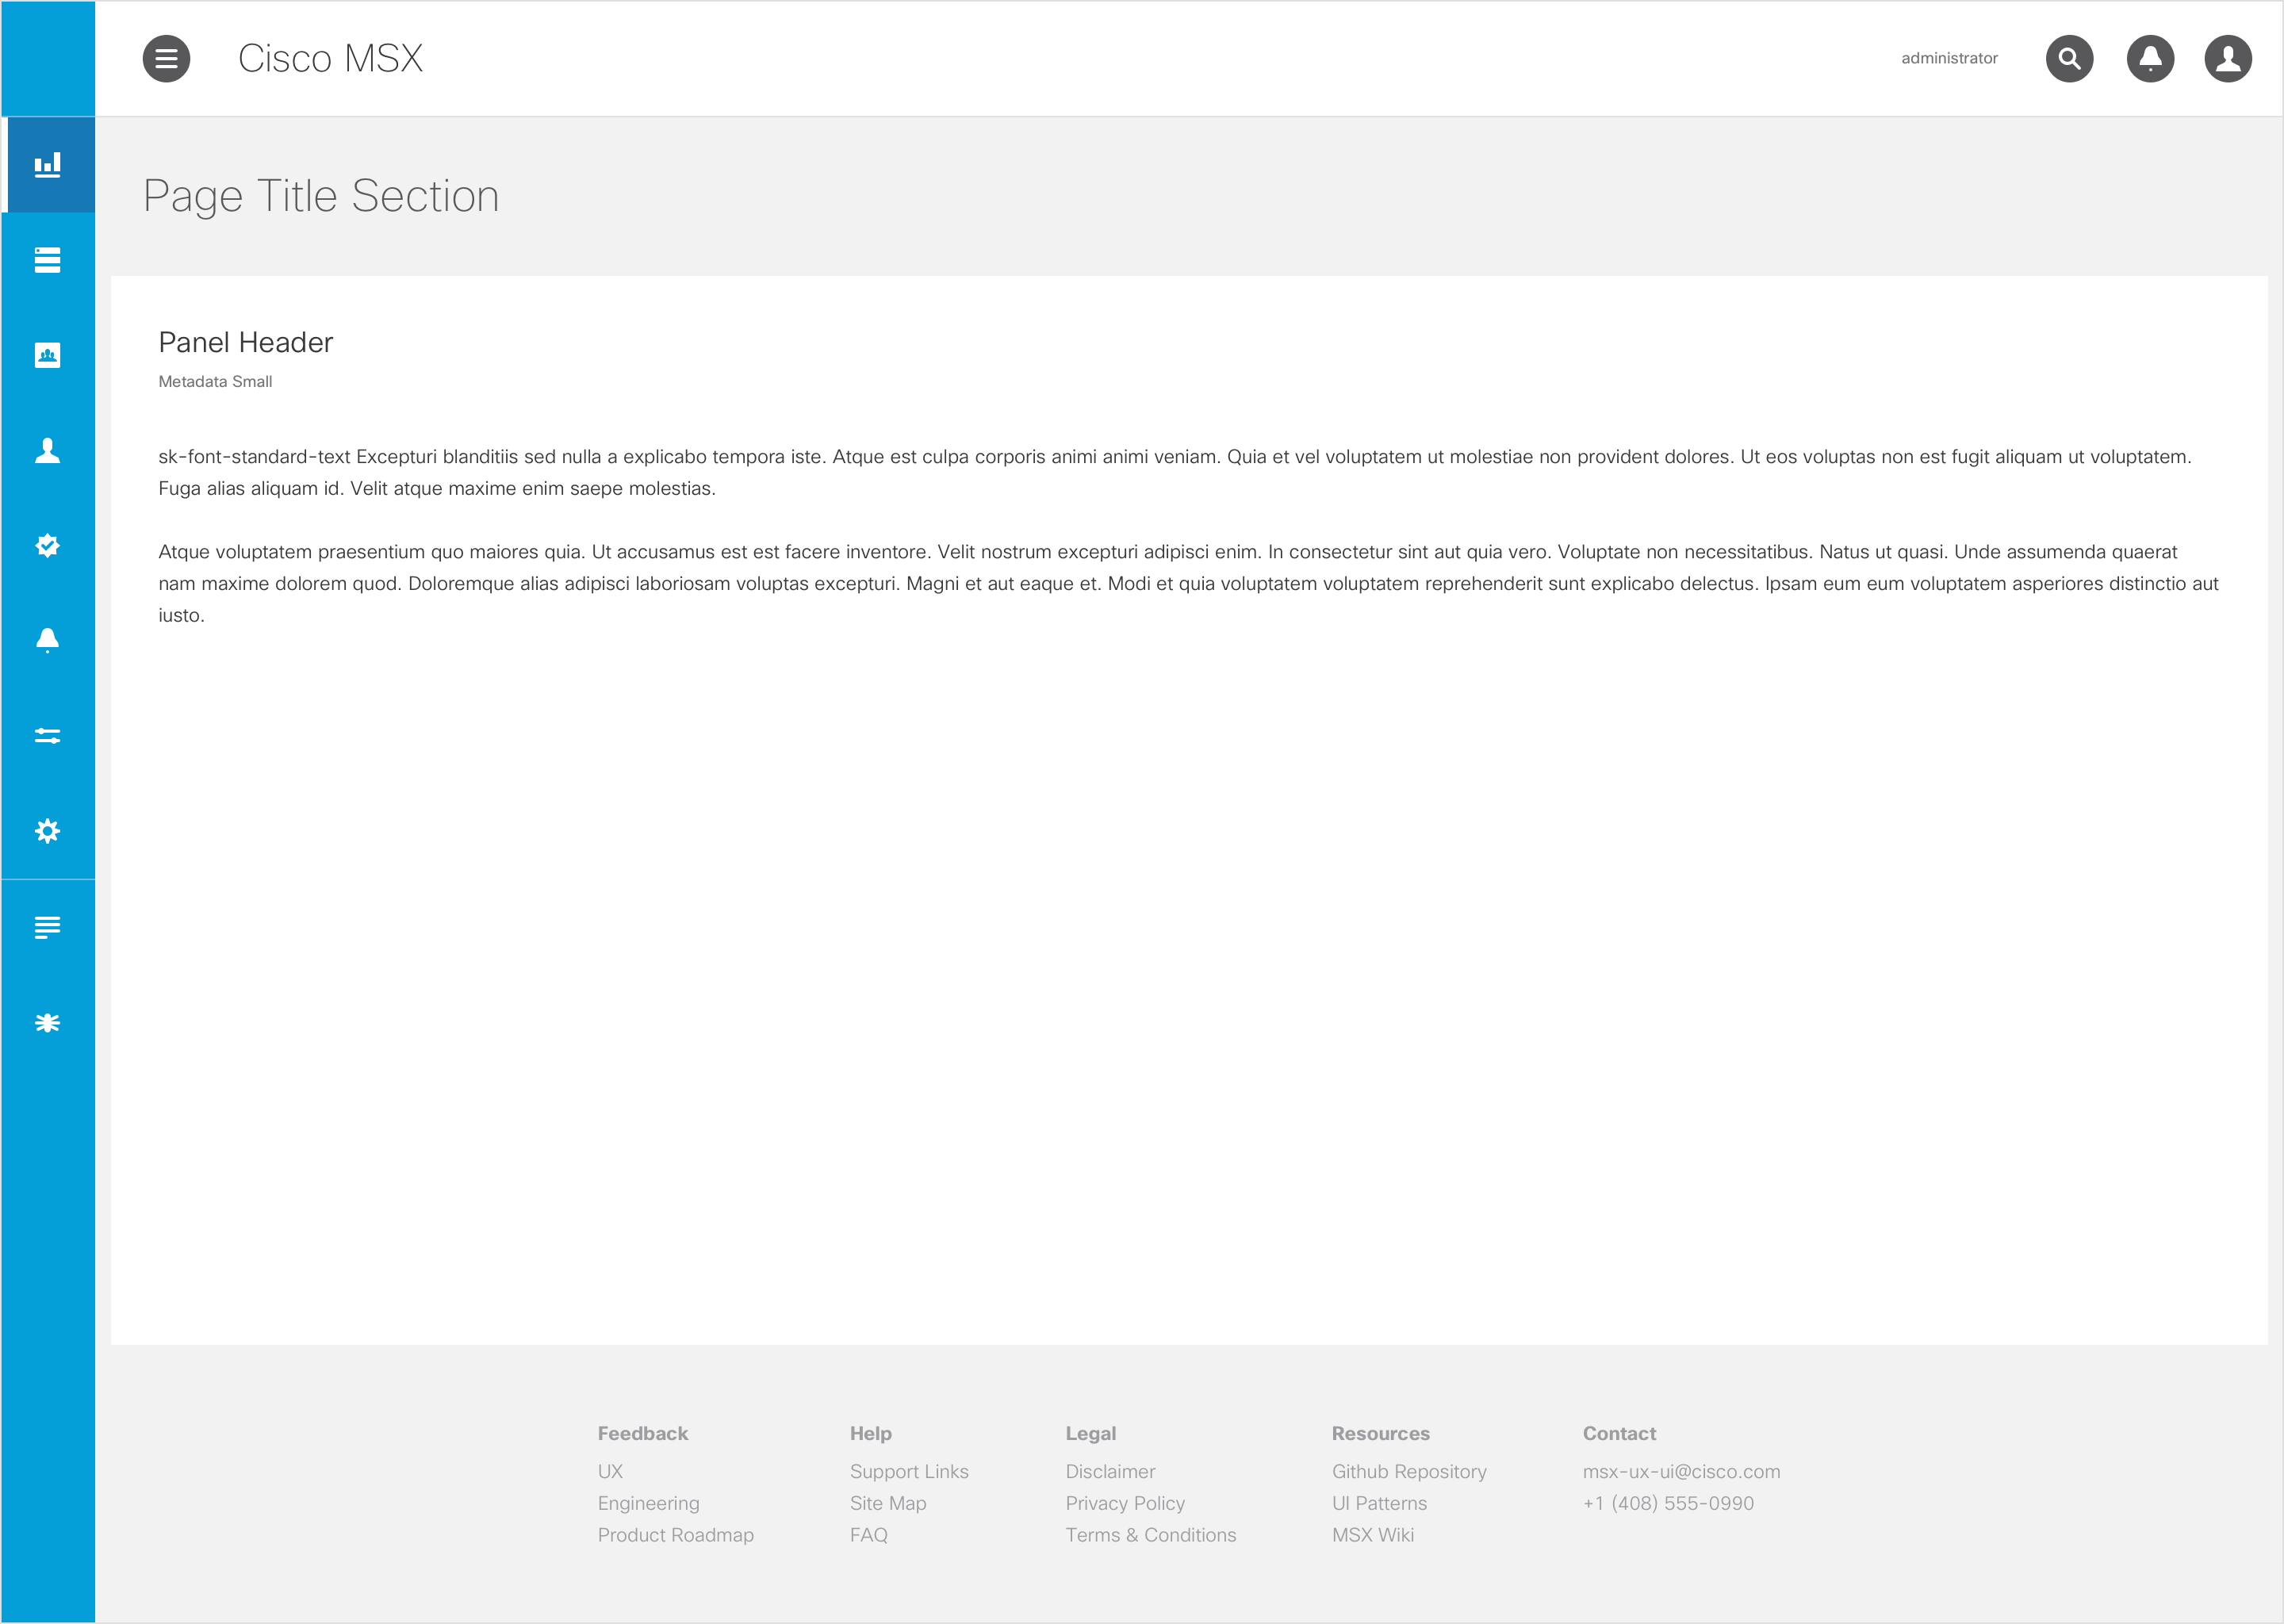 Cisco MSX
administrator
Page Title Section
Panel Header
Metadata Small
sk-font-standard-text Excepturi blanditiis sed nulla a explicabo tempora iste. Atque est culpa corporis animi animi veniam. Quia et vel voluptatem ut molestiae non provident dolores. Ut eos voluptas non est fugit aliquam ut voluptatem.
Fuga alias aliquam id. Velit atque maxime enim saepe molestias.
Atque voluptatem praesentium quo maiores quia. Ut accusamus est est facere inventore. Velit nostrum excepturi adipisci enim. In consectetur sint aut quia vero. Voluptate non necessitatibus. Natus ut quasi. Unde assumenda quaerat
nam maxime dolorem quod. Doloremque alias adipisci laboriosam voluptas excepturi. Magni et aut eaque et. Modi et quia voluptatem voluptatem reprehenderit sunt explicabo delectus. Ipsam eum eum voluptatem asperiores distinctio aut
iusto.
Feedback
UX
Engineering
Product Roadmap
Help
Support Links
Site Map
FAQ
Legal
Disclaimer
Privacy Policy
Terms & Conditions
Resources
Github Repository
UI Patterns
MSX Wiki
Contact
msx-ux-ui@cisco.com
+1 (408) 555-0990